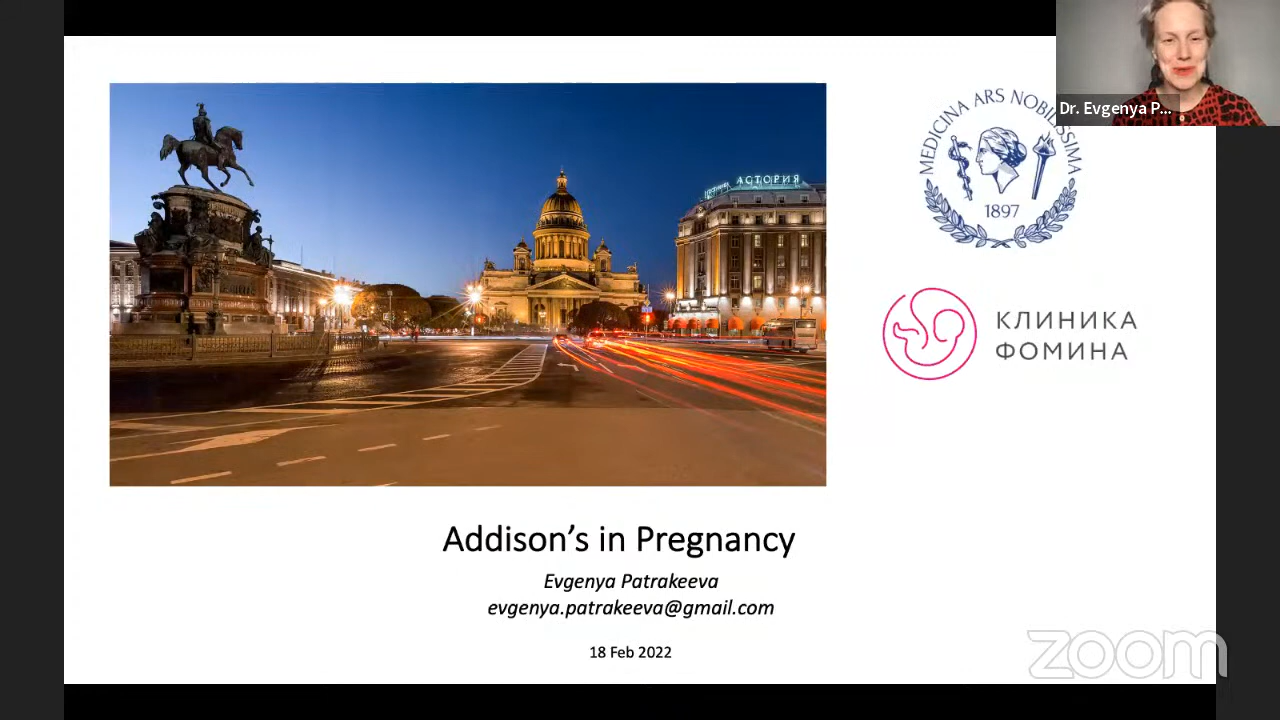 Dr. Evgenya P...
MEDICINA ARS NOBILISSIMA
1897
АСТОРИЯ
КЛИНИКА
ФОМИНА
Addison's in Pregnancy
Evgenya Patrakeeva
evgenya.patrakeeva@gmail.com
18 Feb 2022
zoom